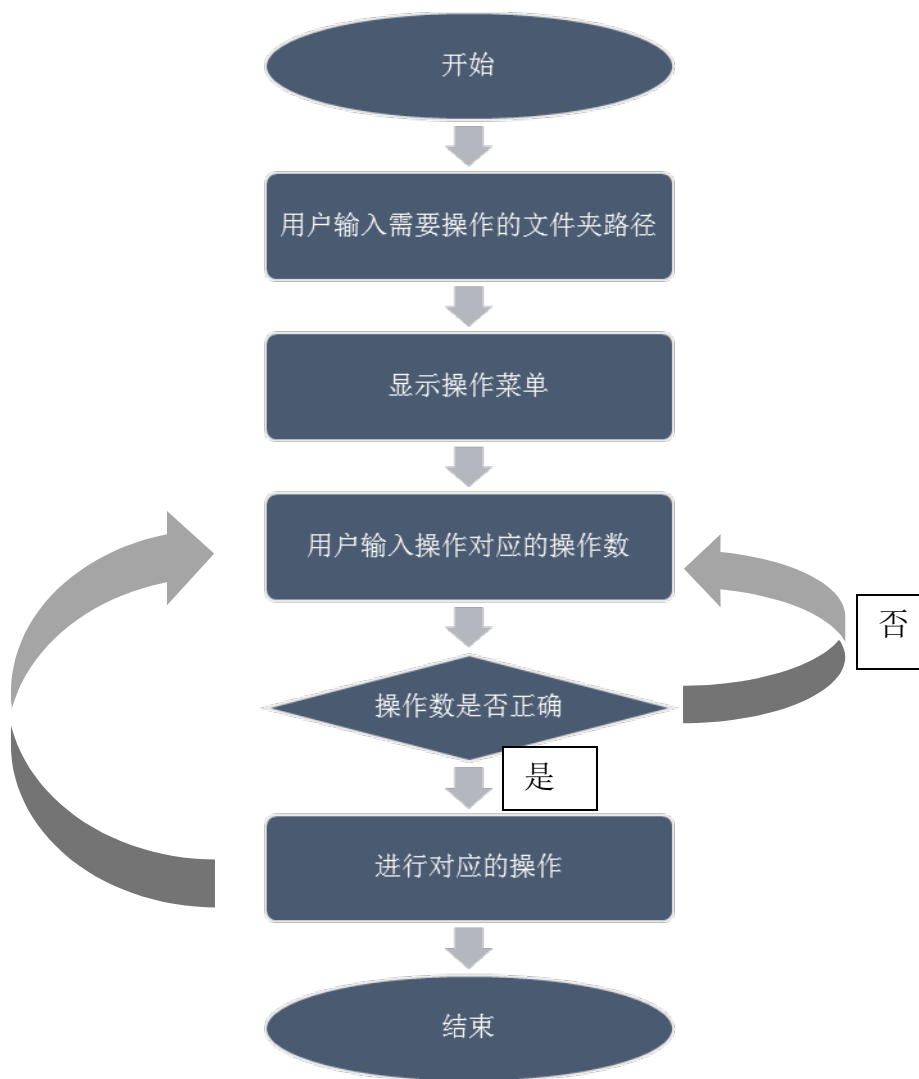 开始
用户输入需要操作的文件夹路径
显示操作菜单
用户输入操作对应的操作数
否
操作数是否正确
是
进行对应的操作
结束